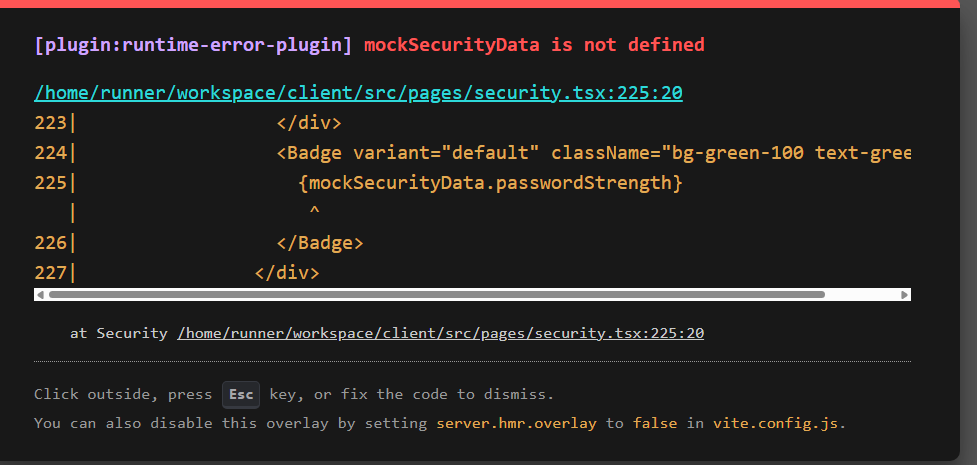 [plugin:runtime-error-plugin] mockSecurityData is not defined
/home/runner/workspace/client/src/pages/security.tsx:225:20
223|                  </div>
224|                  <Badge variant="default" className="bg-green-100 text-gree
225|                    {mockSecurityData.passwordStrength}
   |                     ^
226|                  </Badge>
227|                </div>
at Security /home/runner/workspace/client/src/pages/security.tsx:225:20
Click outside, press Esc key, or fix the code to dismiss.
You can also disable this overlay by setting server.hmr.overlay to false in vite.config.js.